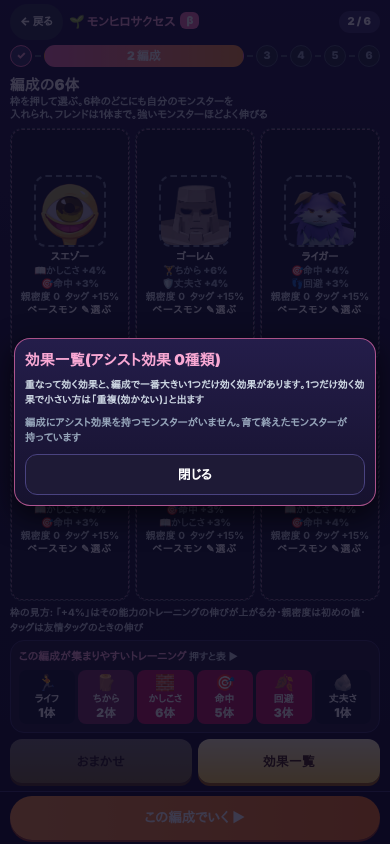 ← 戻る
🌱 モンヒロサクセス β
2 / 6
✓
2 編成
3
4
5
6
編成の6体
枠を押して選ぶ。6枠のどこにも自分のモンスターを
入れられ、フレンドは1体まで。強いモンスターほどよく伸びる
スエゾー
📖かしこさ +4%
🎯命中 +3%
親密度 0 タッグ +15%
ベースモン ✎選ぶ
ゴーレム
🏋ちから +6%
🛡丈夫さ +4%
親密度 0 タッグ +15%
ベースモン ✎選ぶ
ライガー
🎯命中 +4%
👣回避 +3%
親密度 0 タッグ +15%
ベースモン ✎選ぶ
効果一覧(アシスト効果 0種類)
重なって効く効果と、編成で一番大きい1つだけ効く効果があります。1つだけ効く効
果で小さい方は「重複(効かない)」と出ます
編成にアシスト効果を持つモンスターがいません。育て終えたモンスターが
持っています
閉じる
🎯命中 +3%
親密度 0 タッグ +15%
ベースモン ✎選ぶ
📖かしこさ +4%
🎯命中 +3%
親密度 0 タッグ +15%
ベースモン ✎選ぶ
🎯命中 +4%
📖かしこさ +3%
親密度 0 タッグ +15%
ベースモン ✎選ぶ
枠の見方: 「+4%」はその能力のトレーニングの伸びが上がる分・親密度は初めの値・
タッグは友情タッグのときの伸び
この編成が集まりやすいトレーニング 押すと表 ▶
ライフ
1体
ちから
2体
かしこさ
6体
命中
5体
回避
3体
丈夫さ
1体
おまかせ
効果一覧
この編成でいく ▶